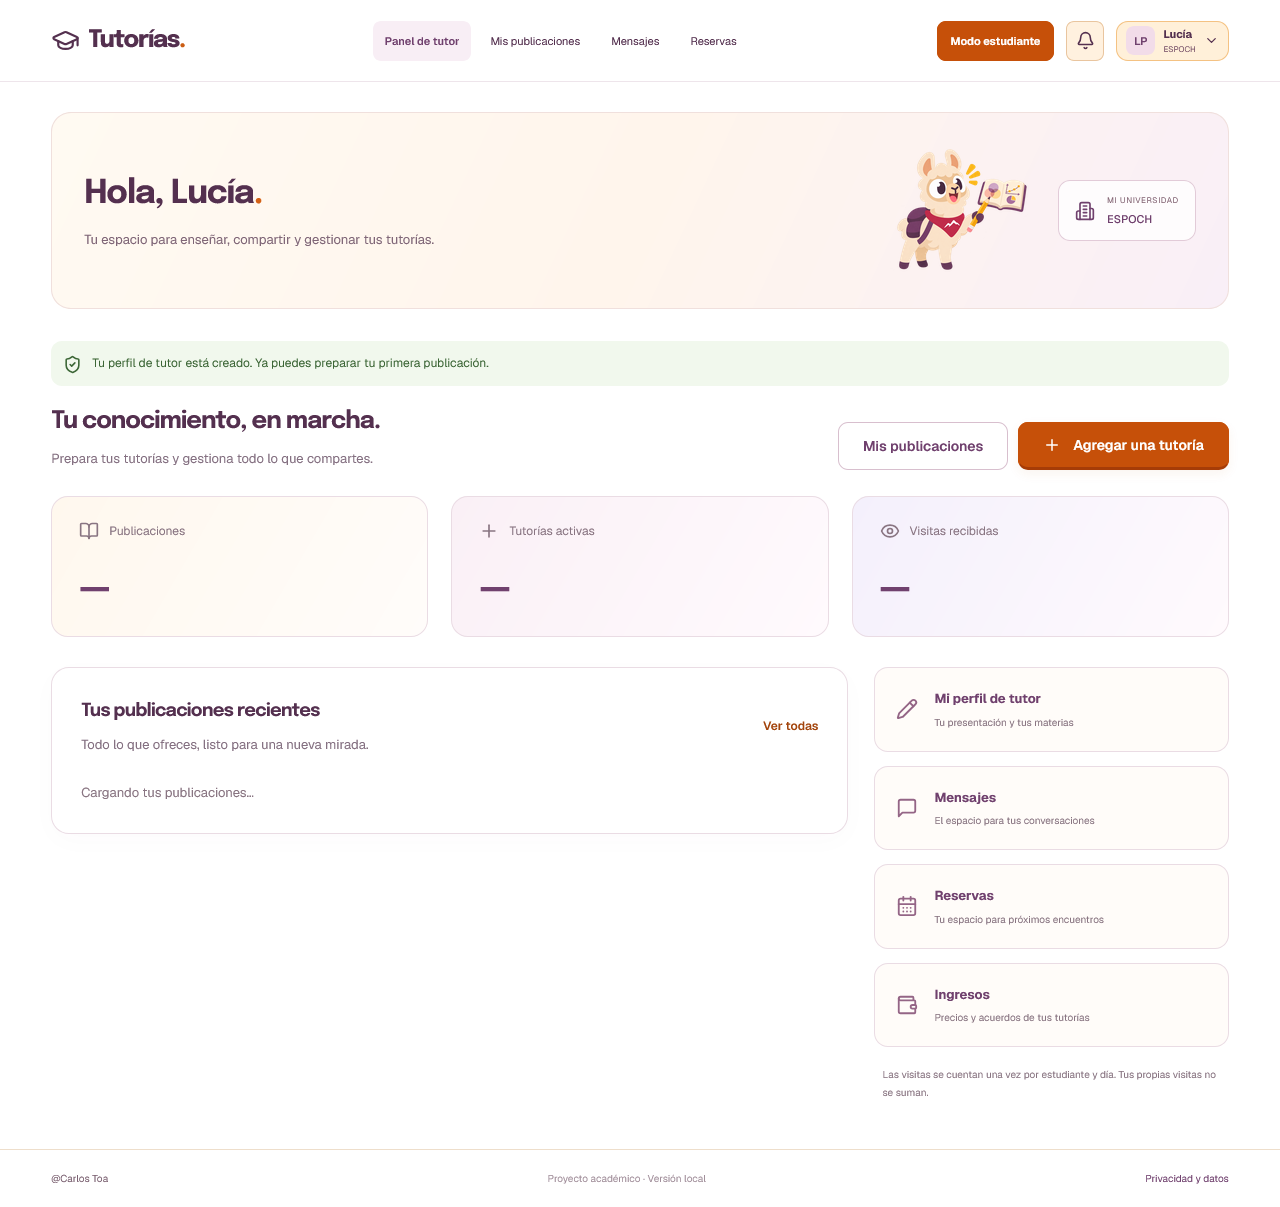 Tutorías.
Panel de tutor
Mis publicaciones
Mensajes
Reservas
Modo estudiante
LP
Lucía
ESPOCH
Hola, Lucía.
Tu espacio para enseñar, compartir y gestionar tus tutorías.
MI UNIVERSIDAD
ESPOCH
Tu perfil de tutor está creado. Ya puedes preparar tu primera publicación.
Tu conocimiento, en marcha.
Prepara tus tutorías y gestiona todo lo que compartes.
Mis publicaciones
Agregar una tutoría
Publicaciones
—
Tutorías activas
—
Visitas recibidas
—
Tus publicaciones recientes
Todo lo que ofreces, listo para una nueva mirada.
Ver todas
Cargando tus publicaciones…
Mi perfil de tutor
Tu presentación y tus materias
Mensajes
El espacio para tus conversaciones
Reservas
Tu espacio para próximos encuentros
Ingresos
Precios y acuerdos de tus tutorías
Las visitas se cuentan una vez por estudiante y día. Tus propias visitas no
se suman.
@Carlos Toa
Proyecto académico · Versión local
Privacidad y datos